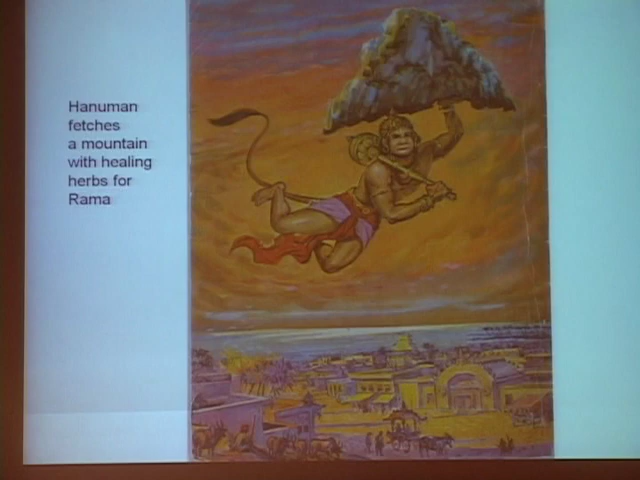 Hanuman
fetches
a mountain
with healing
herbs for
Rama